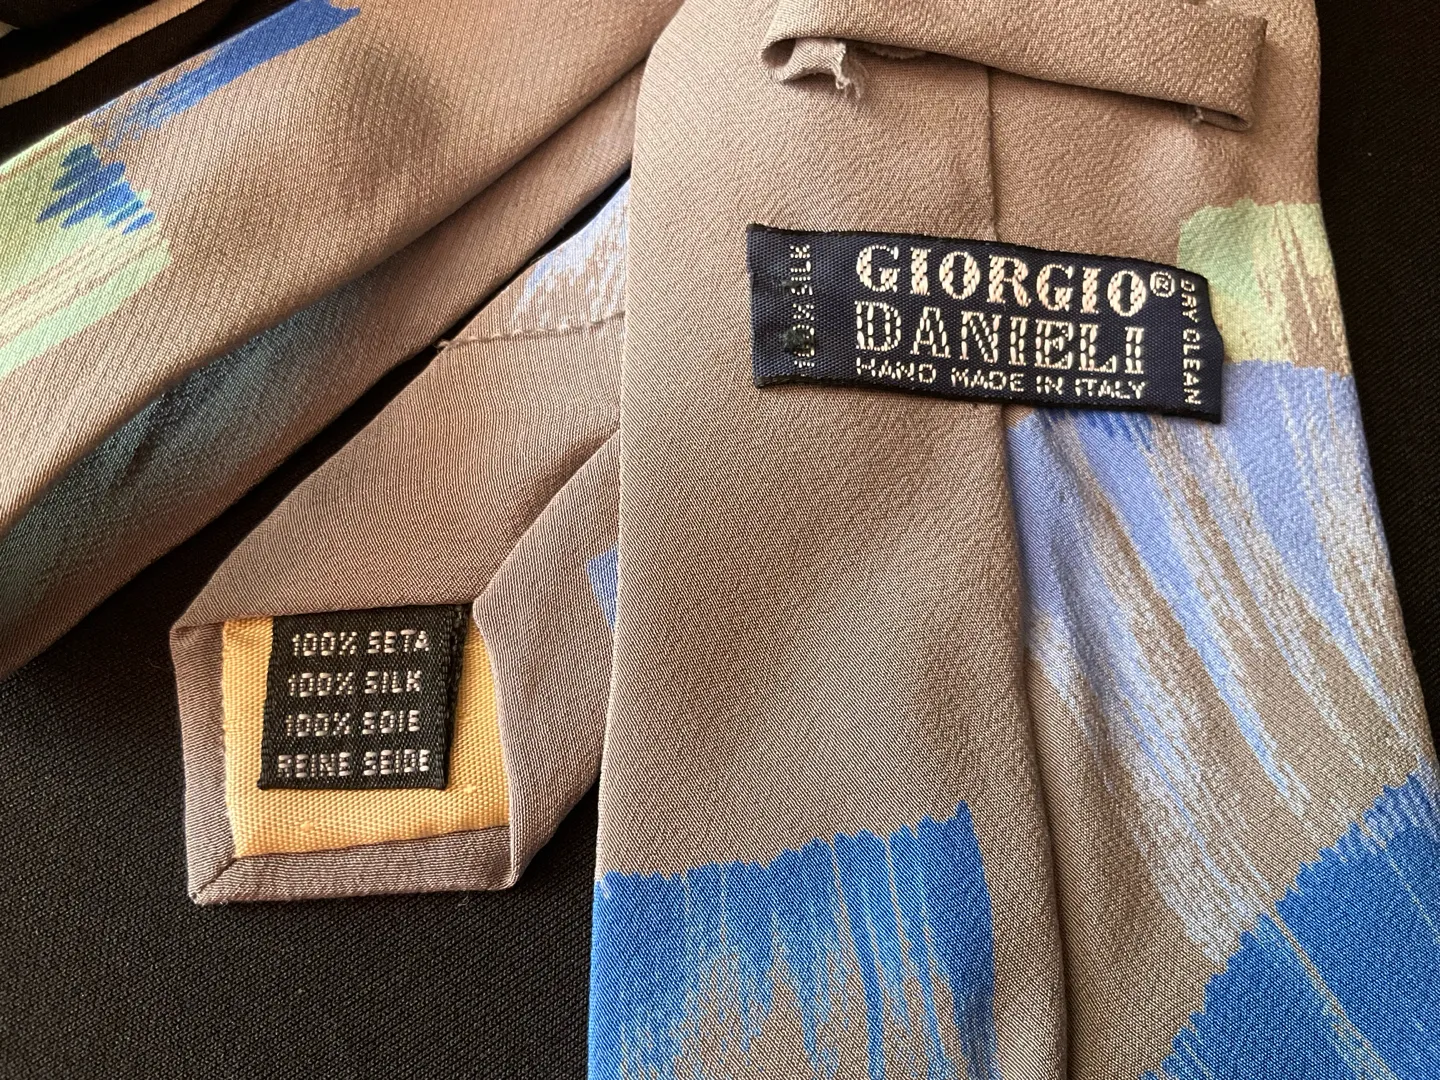 100% SILK
GIORGIO®
DANIELI
HAND MADE IN ITALY
DRY CLEAN
100% SETA
100% SILK
100% SOIE
REINE SEIDE